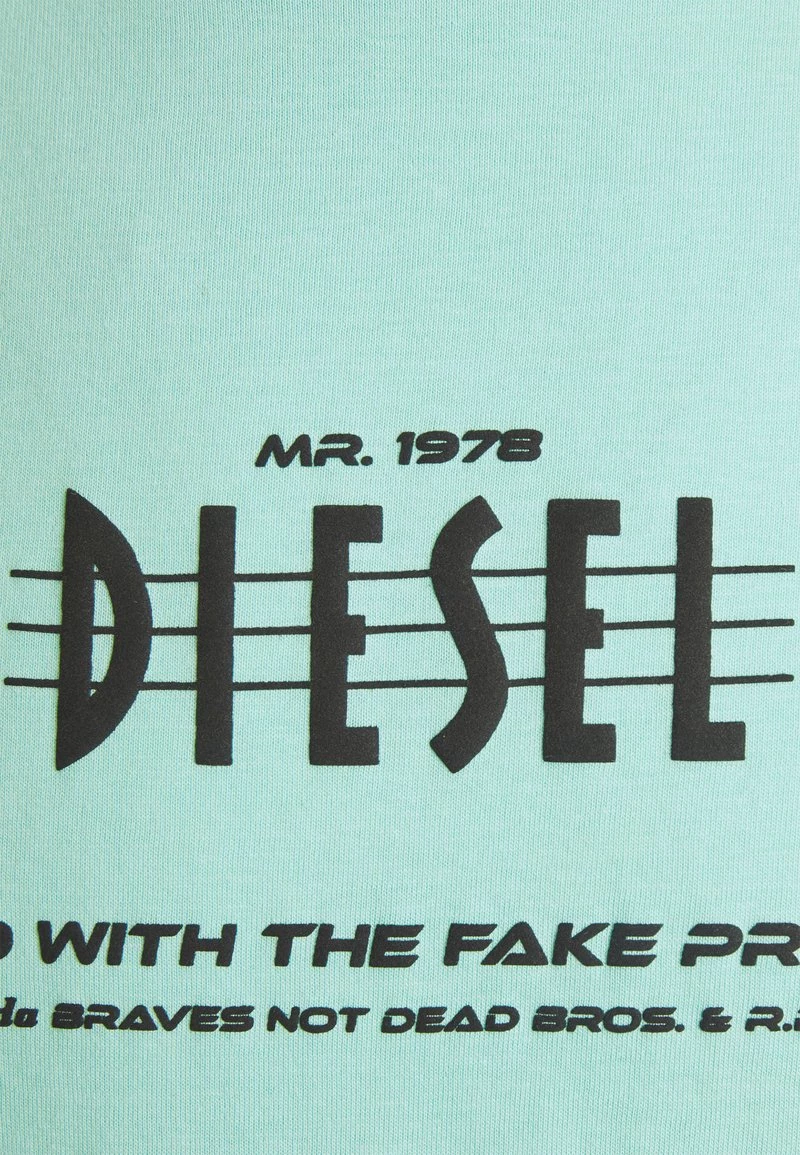 MR. 1978
DIESEL
WITH THE FAKE
BRAVES NOT DEAD BROS. &